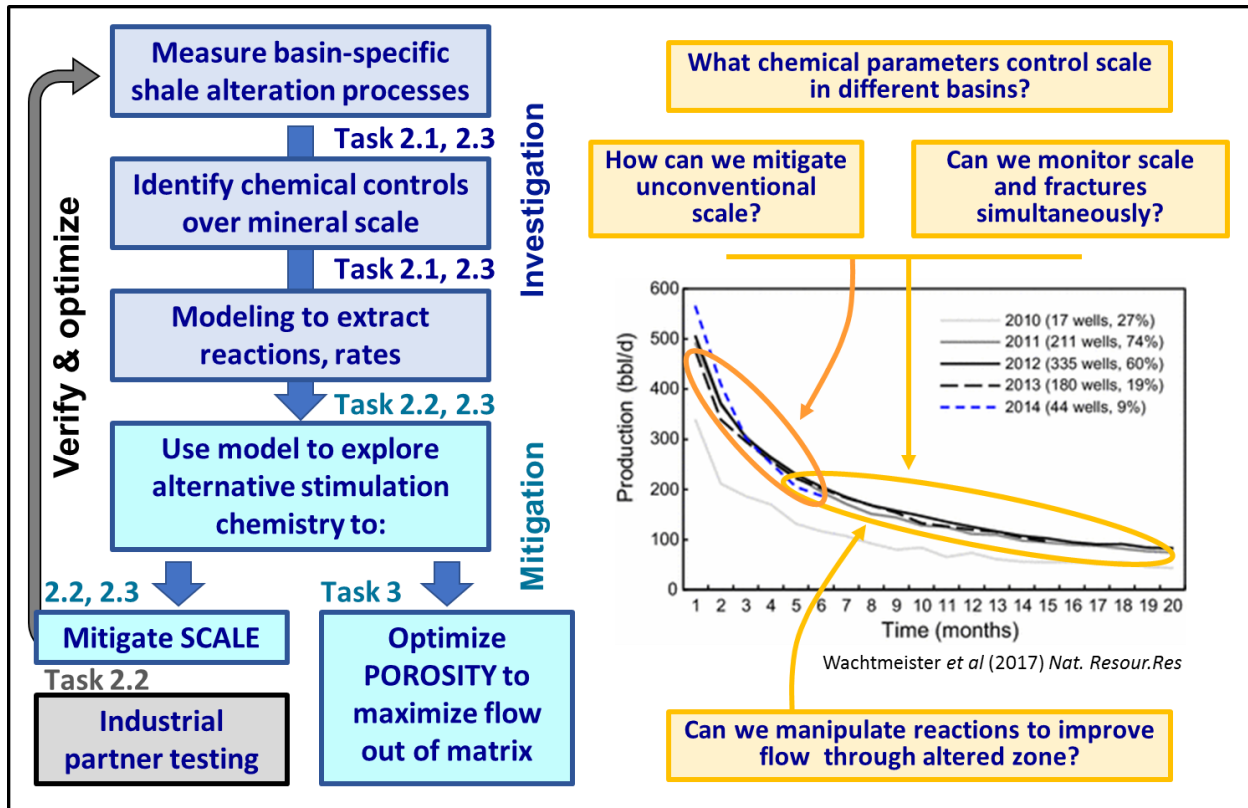 Measure basin-specific
shale alteration processes
Task 2.1, 2.3
Identify chemical controls
over mineral scale
Task 2.1, 2.3
Modeling to extract
reactions, rates
Task 2.2, 2.3
Use model to explore
alternative stimulation
chemistry to:
2.2, 2.3
Mitigate SCALE
Task 2.2
Industrial
partner testing
Task 3
Optimize
POROSITY to
maximize flow
out of matrix
Verify & optimize
Investigation
Mitigation
What chemical parameters control scale
in different basins?
How can we mitigate
unconventional
scale?
Can we monitor scale
and fractures
simultaneously?
600
500
400
300
200
100
0
Production (bbl/d)
2010 (17 wells, 27%)
2011 (211 wells, 74%)
2012 (335 wells, 60%)
2013 (180 wells, 19%)
2014 (44 wells, 9%)
1 2 3 4 5 6 7 8 9 10 11 12 13 14 15 16 17 18 19 20
Time (months)
Wachtmeister et al (2017) Nat. Resour.Res
Can we manipulate reactions to improve
flow through altered zone?